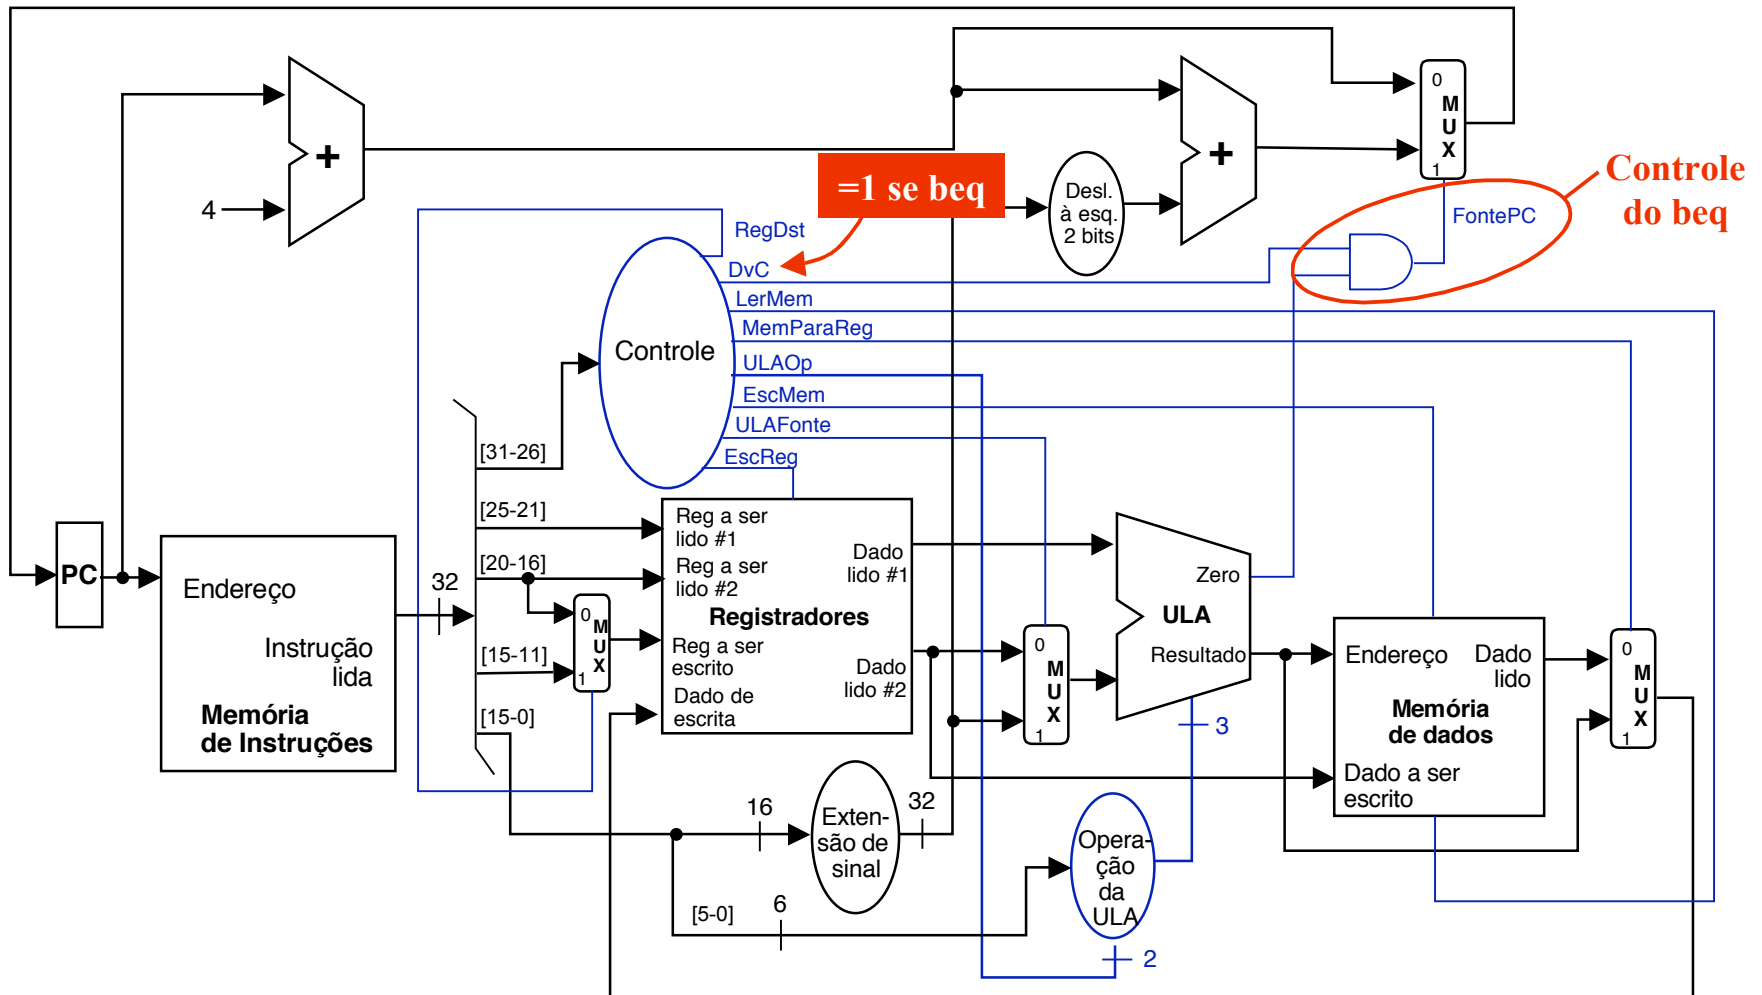 0
M
U
X
1
+
+
4
=1 se beq
Desl.
à esq.
2 bits
Controle
do beq
FontePC
RegDst
DvC
LerMem
MemParaReg
ULAOp
EscMem
ULAFonte
EscReg
Controle
[31-26]
[25-21]
[20-16]
[15-11]
[15-0]
PC
Endereço
Instrução
lida
Memória
de Instruções
32
0
M
U
X
1
Reg a ser
lido #1
Reg a ser
lido #2
Registradores
Reg a ser
escrito
Dado de
escrita
Dado
lido #1
Dado
lido #2
0
M
U
X
1
Zero
ULA
Resultado
3
Endereço
Dado
lido
Memória
de dados
Dado a ser
escrito
0
M
U
X
1
16
Exten-
são de
sinal
32
Opera-
ção
da
ULA
[5-0]
6
2